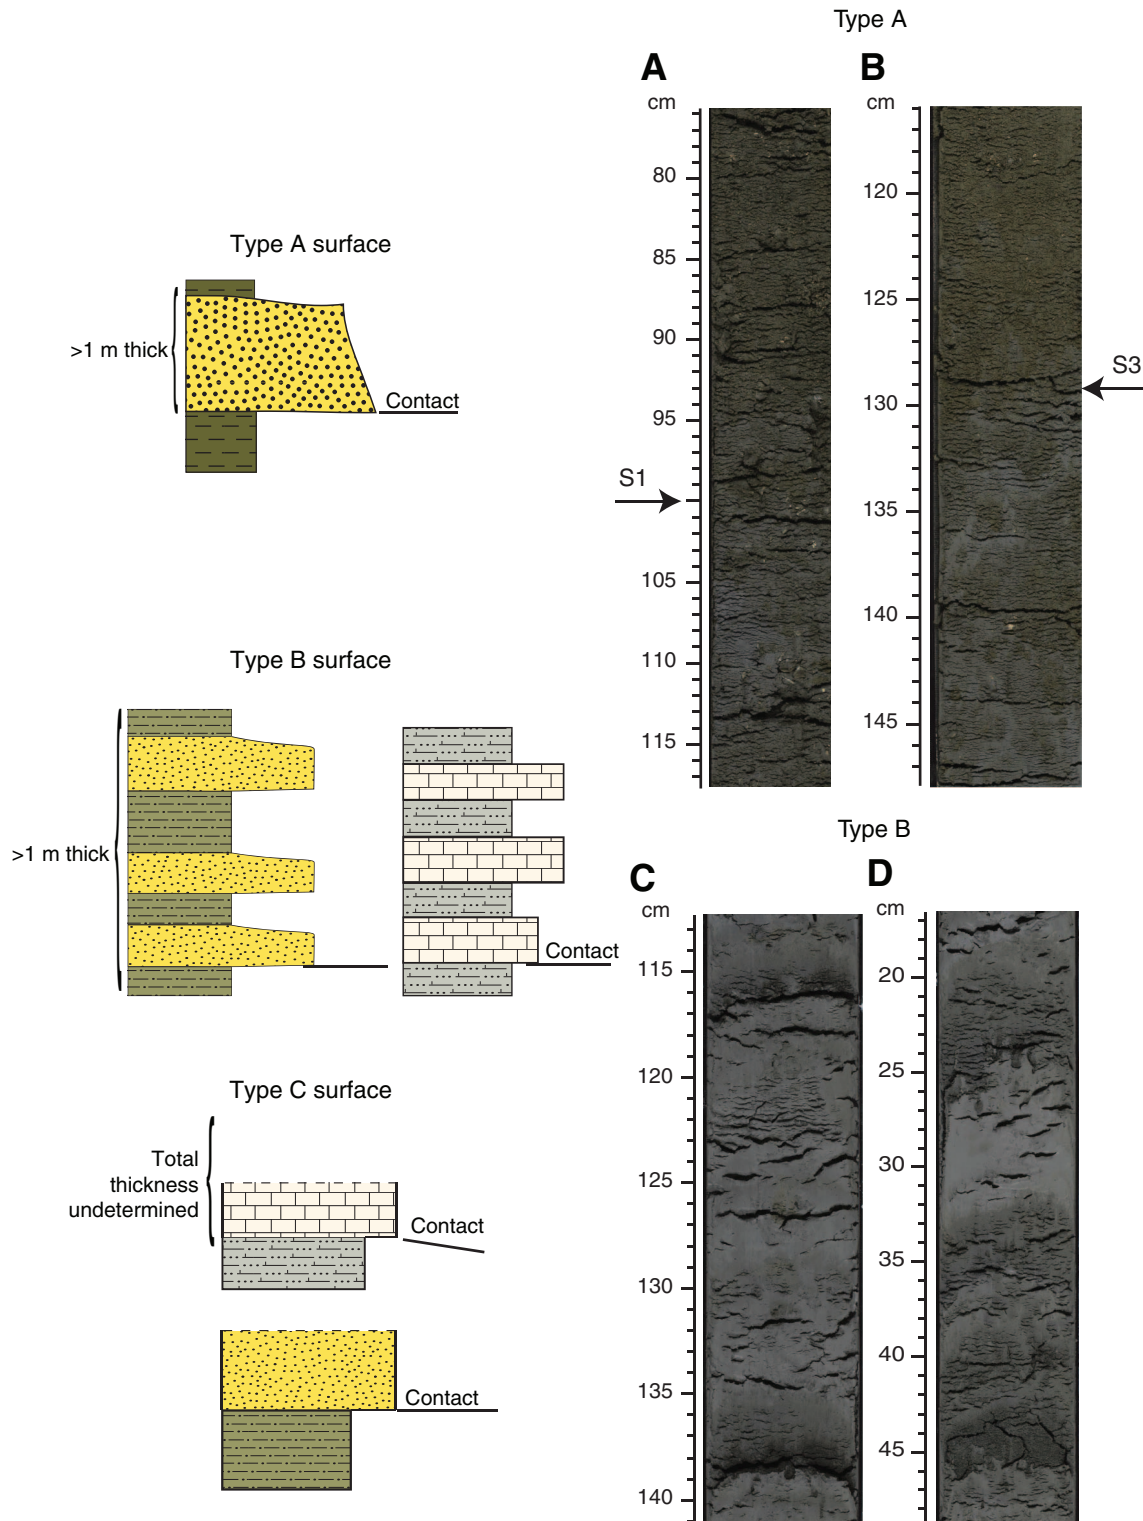 Type A surface
>1 m thick
Contact
Type B surface
>1 m thick
Contact
Type C surface
Total
thickness
undetermined
Contact
Contact
Type A
A
cm
80
85
90
95
S1
105
110
115
B
cm
120
125
S3
130
135
140
145
Type B
C
cm
115
120
125
130
135
140
D
cm
20
25
30
35
40
45